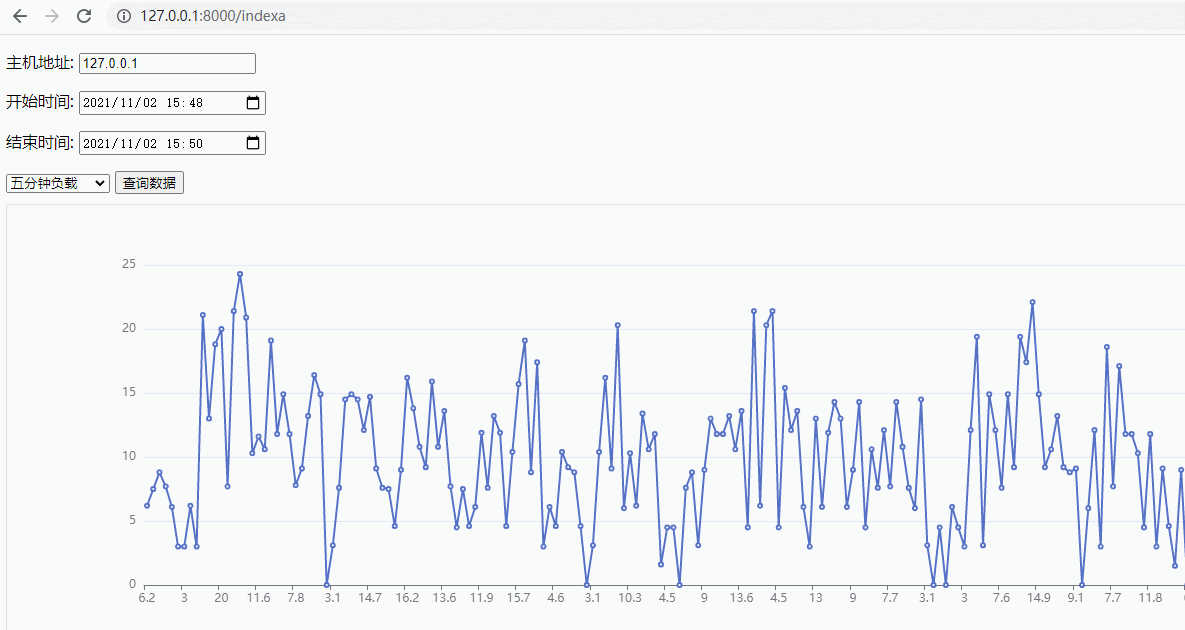 127.0.0.1:8000/indexa
主机地址: 127.0.0.1
开始时间: 2021/11/02 15:48
结束时间: 2021/11/02 15:50
五分钟负载 查询数据
25
20
15
10
5
0
6.2 3 20 11.6 7.8 3.1 14.7 16.2 13.6 11.9 15.7 4.6 3.1 10.3 4.5 9 13.6 4.5 13 9 7.7 3.1 3 7.6 14.9 9.1 7.7 11.8